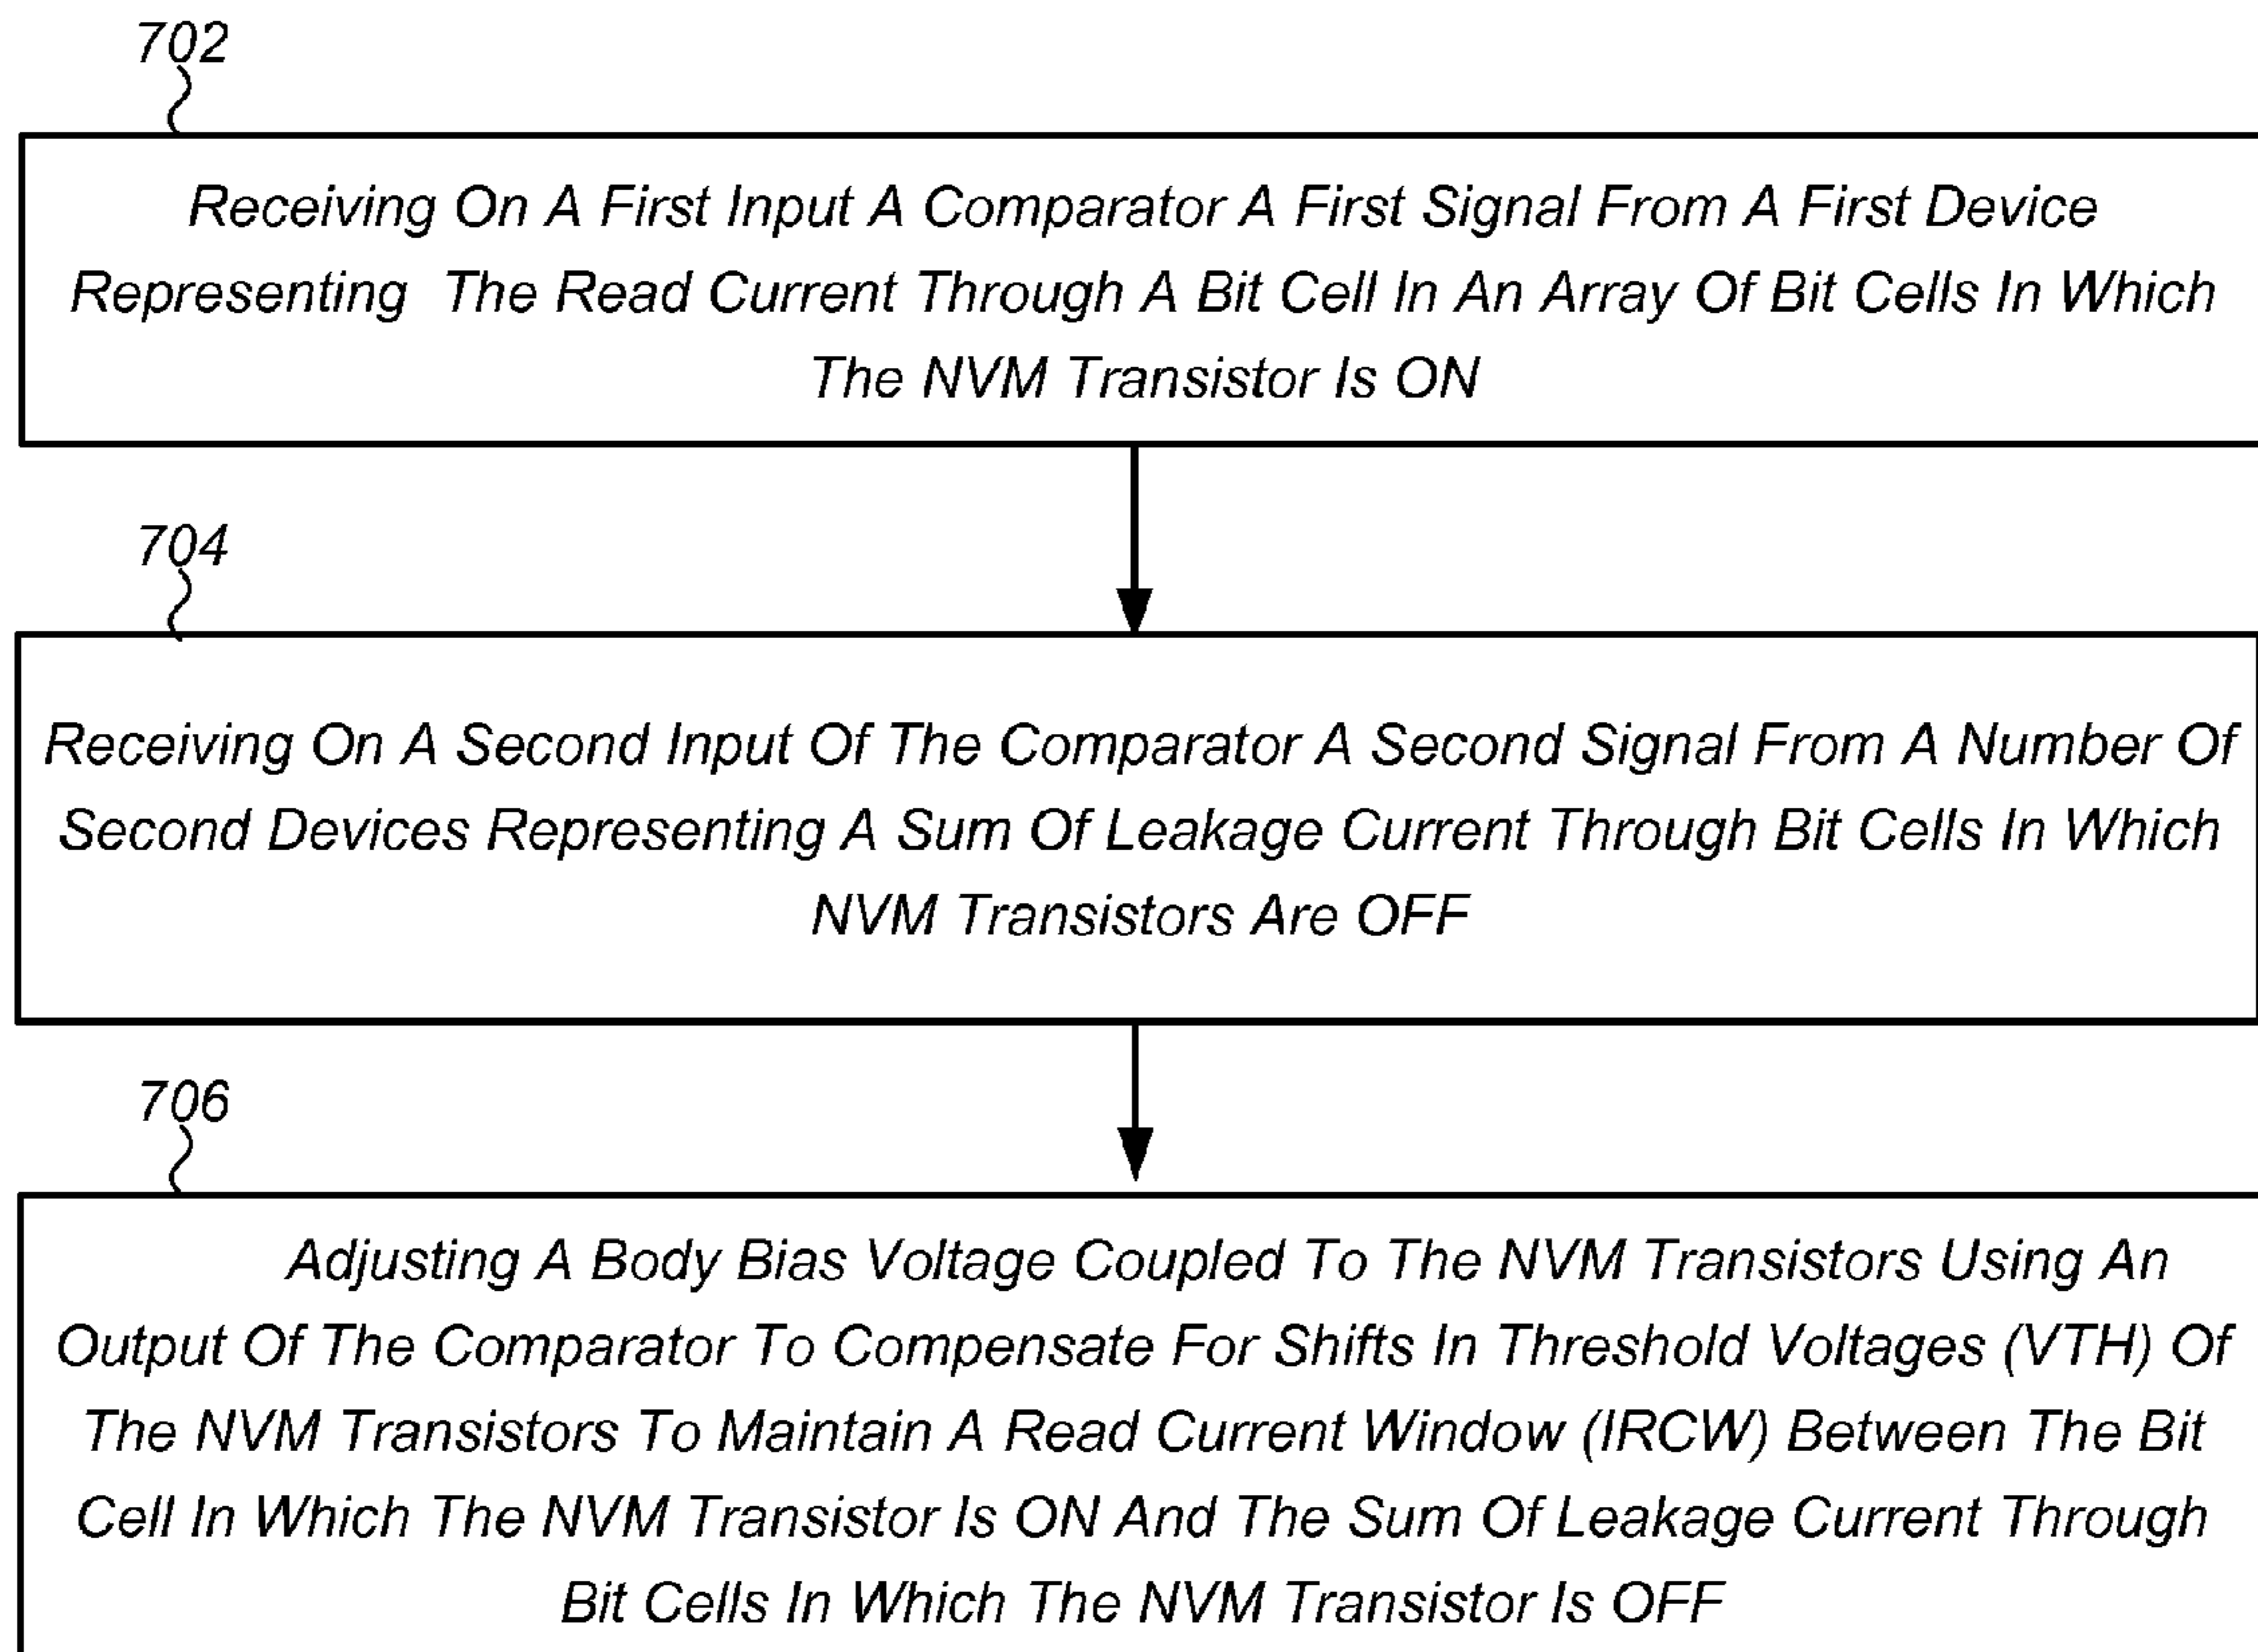 702
Receiving On A First Input A Comparator A First Signal From A First Device
Representing The Read Current Through A Bit Cell In An Array Of Bit Cells In Which
The NVM Transistor Is ON
704
Receiving On A Second Input Of The Comparator A Second Signal From A Number Of
Second Devices Representing A Sum Of Leakage Current Through Bit Cells In Which
NVM Transistors Are OFF
706
Adjusting A Body Bias Voltage Coupled To The NVM Transistors Using An
Output Of The Comparator To Compensate For Shifts In Threshold Voltages (VTH) Of
The NVM Transistors To Maintain A Read Current Window (IRCW) Between The Bit
Cell In Which The NVM Transistor Is ON And The Sum Of Leakage Current Through
Bit Cells In Which The NVM Transistor Is OFF